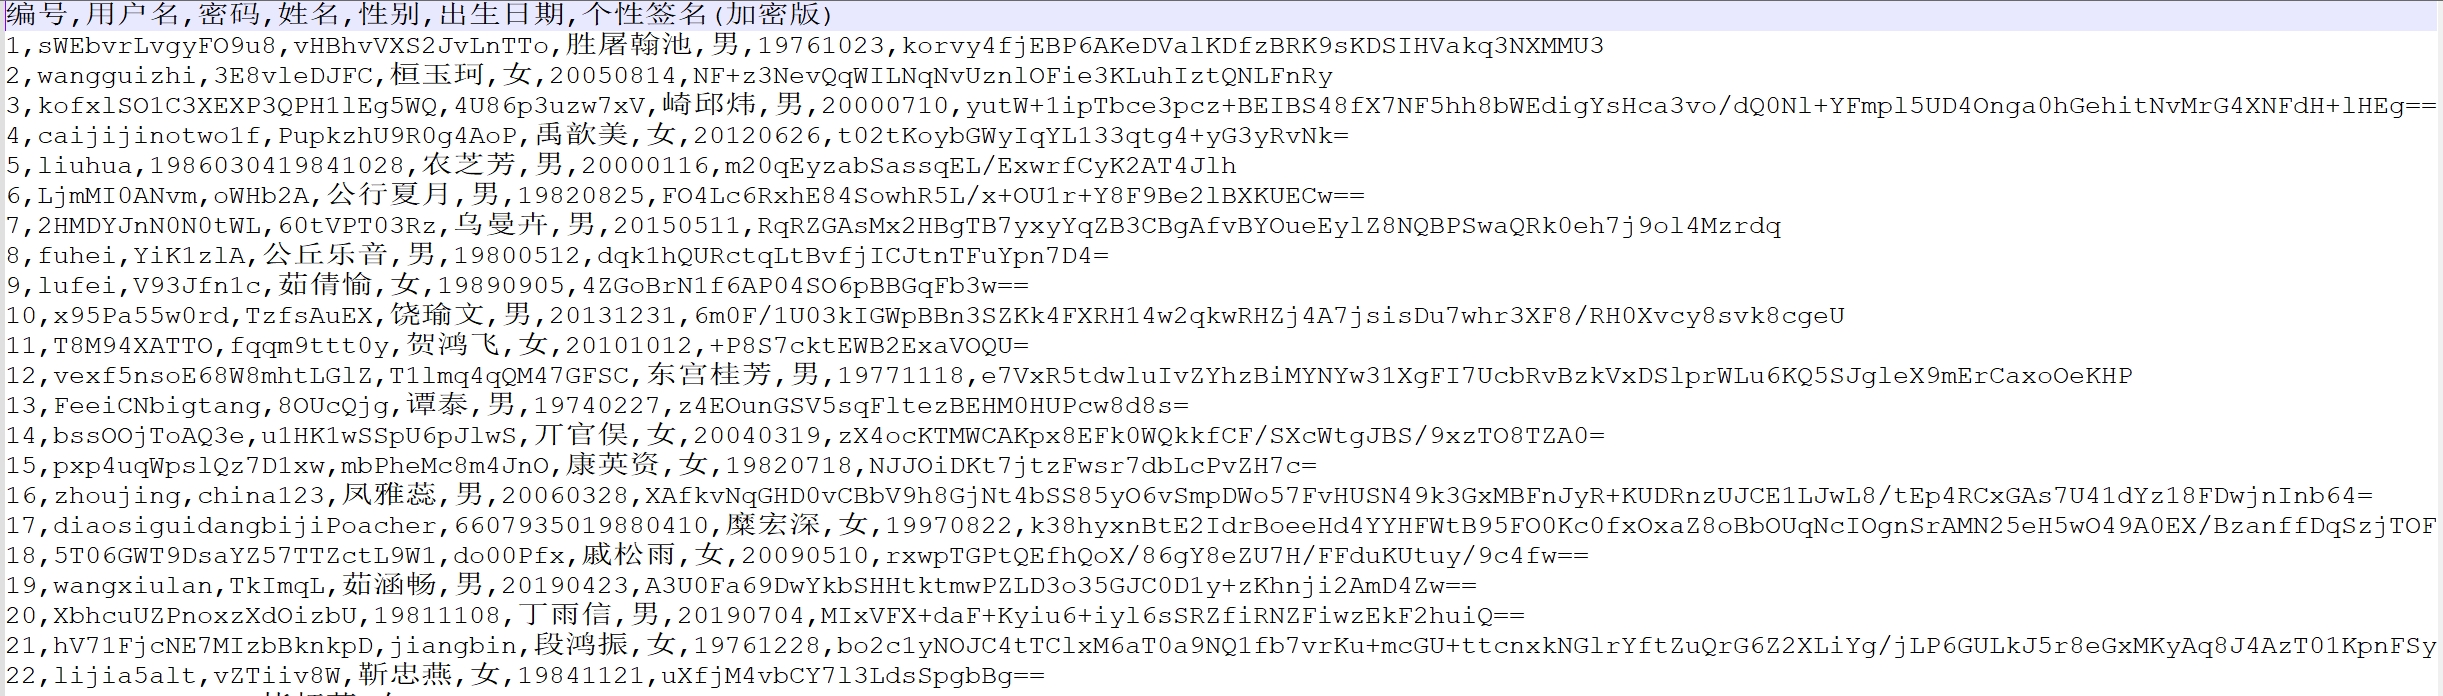 编号,用户名,密码,姓名,性别,出生日期,个性签名(加密版)
1,sWEbvrLvgyFO9u8,vHBhvVXS2JvLnTTo,胜屠翰池,男,19761023,korvy4fjEBP6AKeDValKDfzBRK9sKDSIHVakq3NXMMU3
2,wangguizhi,3E8vleDJFC,桓玉珂,女,20050814,NF+z3NevQqWILNqNvUznlOFie3KLuhIztQNLFnRy
3,kofxlSO1C3XEXP3QPH1lEg5WQ,4U86p3uzw7xV,崎邱炜,男,20000710,yutW+1ipTbce3pcz+BEIBS48fX7NF5hh8bWEdigYsHca3vo/dQ0Nl+YFmpl5UD4Onga0hGehitNvMrG4XNFdH+lHEg==
4,caijijinotwo1f,PupkzhU9R0g4AoP,禹歆美,女,20120626,t02tKoybGWyIqYL133qtg4+yG3yRvNk=
5,liuhua,1986030419841028,农芝芳,男,20000116,m20qEyzabSassqEL/ExwrfCyK2AT4Jlh
6,LjmMI0ANvm,oWHb2A,公行夏月,男,19820825,FO4Lc6RxhE84SowhR5L/x+OU1r+Y8F9Be2lBXKUECw==
7,2HMDYJnN0N0tWL,60tVPT03Rz,乌曼卉,男,20150511,RqRZGAsMx2HBgTB7yxyYqZB3CBgAfvBYOueEylZ8NQBPSwaQRk0eh7j9ol4Mzrdq
8,fuhei,YiK1zlA,公丘乐音,男,19800512,dqk1hQURctqLtBvfjICJtnTFuYpn7D4=
9,lufei,V93Jfn1c,茹倩愉,女,19890905,4ZGoBrN1f6AP04SO6pBBGqFb3w==
10,x95Pa55w0rd,TzfsAuEX,饶瑜文,男,20131231,6m0F/1U03kIGWpBBn3SZKk4FXRH14w2qkwRHZj4A7jsisDu7whr3XF8/RH0Xvcy8svk8cgeU
11,T8M94XATTO,fqqm9ttt0y,贺鸿飞,女,20101012,+P8S7cktEWB2ExaVOQU=
12,vexf5nsoE68W8mhtLGlZ,T1lmq4qQM47GFSC,东宫桂芳,男,19771118,e7VxR5tdwluIvZYhzBiMYNYw31XgFI7UcbRvBzkVxDSlprWLu6KQ5SJgleX9mErCaxoOeKHP
13,FeeiCNbigtang,8OUcQjg,谭泰,男,19740227,z4EOunGSV5sqFltezBEHM0HUPcw8d8s=
14,bssOOjToAQ3e,u1HK1wSSpU6pJlwS,亓官俣,女,20040319,zX4ocKTMWCAKpx8EFk0WQkkfCF/SXcWtgJBS/9xzTO8TZA0=
15,pxp4uqWpslQz7D1xw,mbPheMc8m4JnO,康英资,女,19820718,NJJOiDKt7jtzFwsr7dbLcPvZH7c=
16,zhoujing,china123,凤雅蕊,男,20060328,XAfkvNqGHD0vCBbV9h8GjNt4bSS85yO6vSmpDWo57FvHUSN49k3GxMBFnJyR+KUDRnzUJCE1LJwL8/tEp4RCxGAs7U41dYz18FDwjnInb64=
17,diaosiguidangbijiPoacher,6607935019880410,糜宏深,女,19970822,k38hyxnBtE2IdrBoeeHd4YYHFWtB95FO0Kc0fxOxaZ8oBbOUqNcIOgnSrAMN25eH5wO49A0EX/BzanffDqSzjTOF
18,5T06GWT9DsaYZ57TTZctL9W1,do00Pfx,戚松雨,女,20090510,rxwpTGPtQEfhQoX/86gY8eZU7H/FFduKUtuy/9c4fw==
19,wangxiulan,TkImqL,茹涵畅,男,20190423,A3U0Fa69DwYkbSHHtktmwPZLD3o35GJC0D1y+zKhnji2AmD4Zw==
20,XbhcuUZPnoxzXdOizbU,19811108,丁雨信,男,20190704,MIxVFX+daF+Kyiu6+iyl6sSRZfiRNZFiwzEkF2huiQ==
21,hV71FjcNE7MIzbBknkpD,jiangbin,段鸿振,女,19761228,bo2c1yNOJC4tTClxM6aT0a9NQ1fb7vrKu+mcGU+ttcnxkNGlrYftZuQrG6Z2XLiYg/jLP6GULkJ5r8eGxMKyAq8J4AzT01KpnFSy
22,lijia5alt,vZTiiv8W,靳忠燕,女,19841121,uXfjM4vbCY7l3LdsSpgbBg==